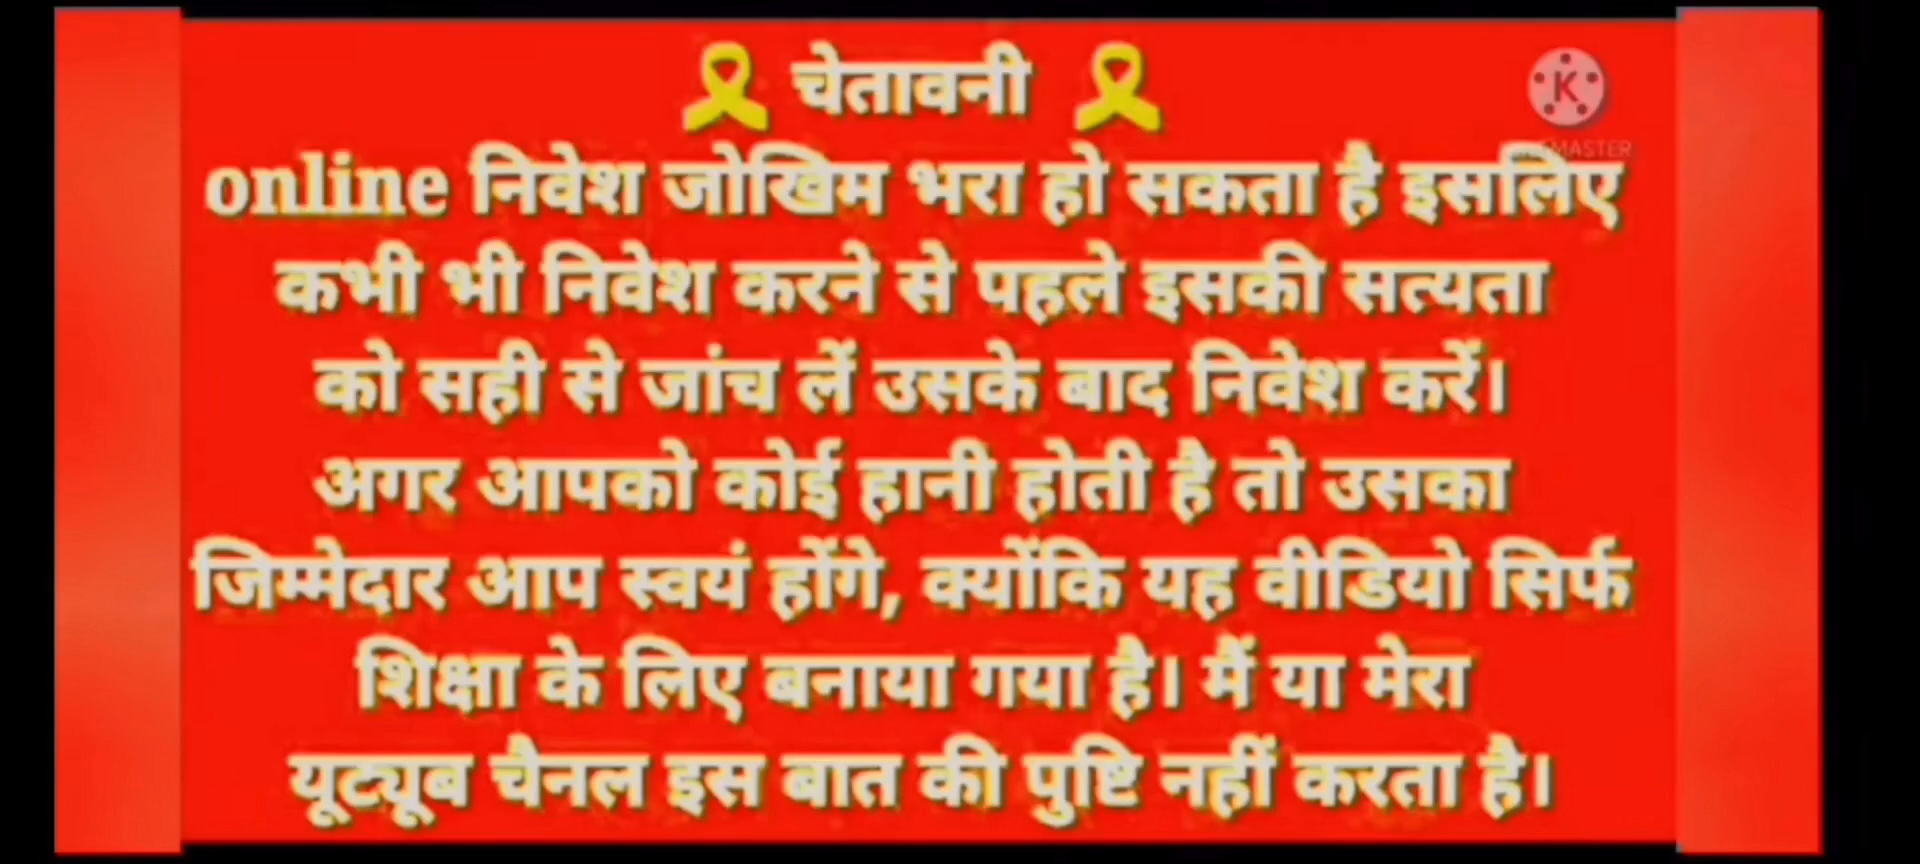 चेतावनी
K
KINEMASTER
online निवेश जोखिम भरा हो सकता है इसलिए
कभी भी निवेश करने से पहले इसकी सत्यता
को सही से जांच लें उसके बाद निवेश करें।
अगर आपको कोई हानी होती है तो उसका
जिम्मेदार आप स्वयं होंगे, क्योंकि यह वीडियो सिर्फ
शिक्षा के लिए बनाया गया है। मैं या मेरा
यूट्यूब चैनल इस बात की पुष्टि नहीं करता है।